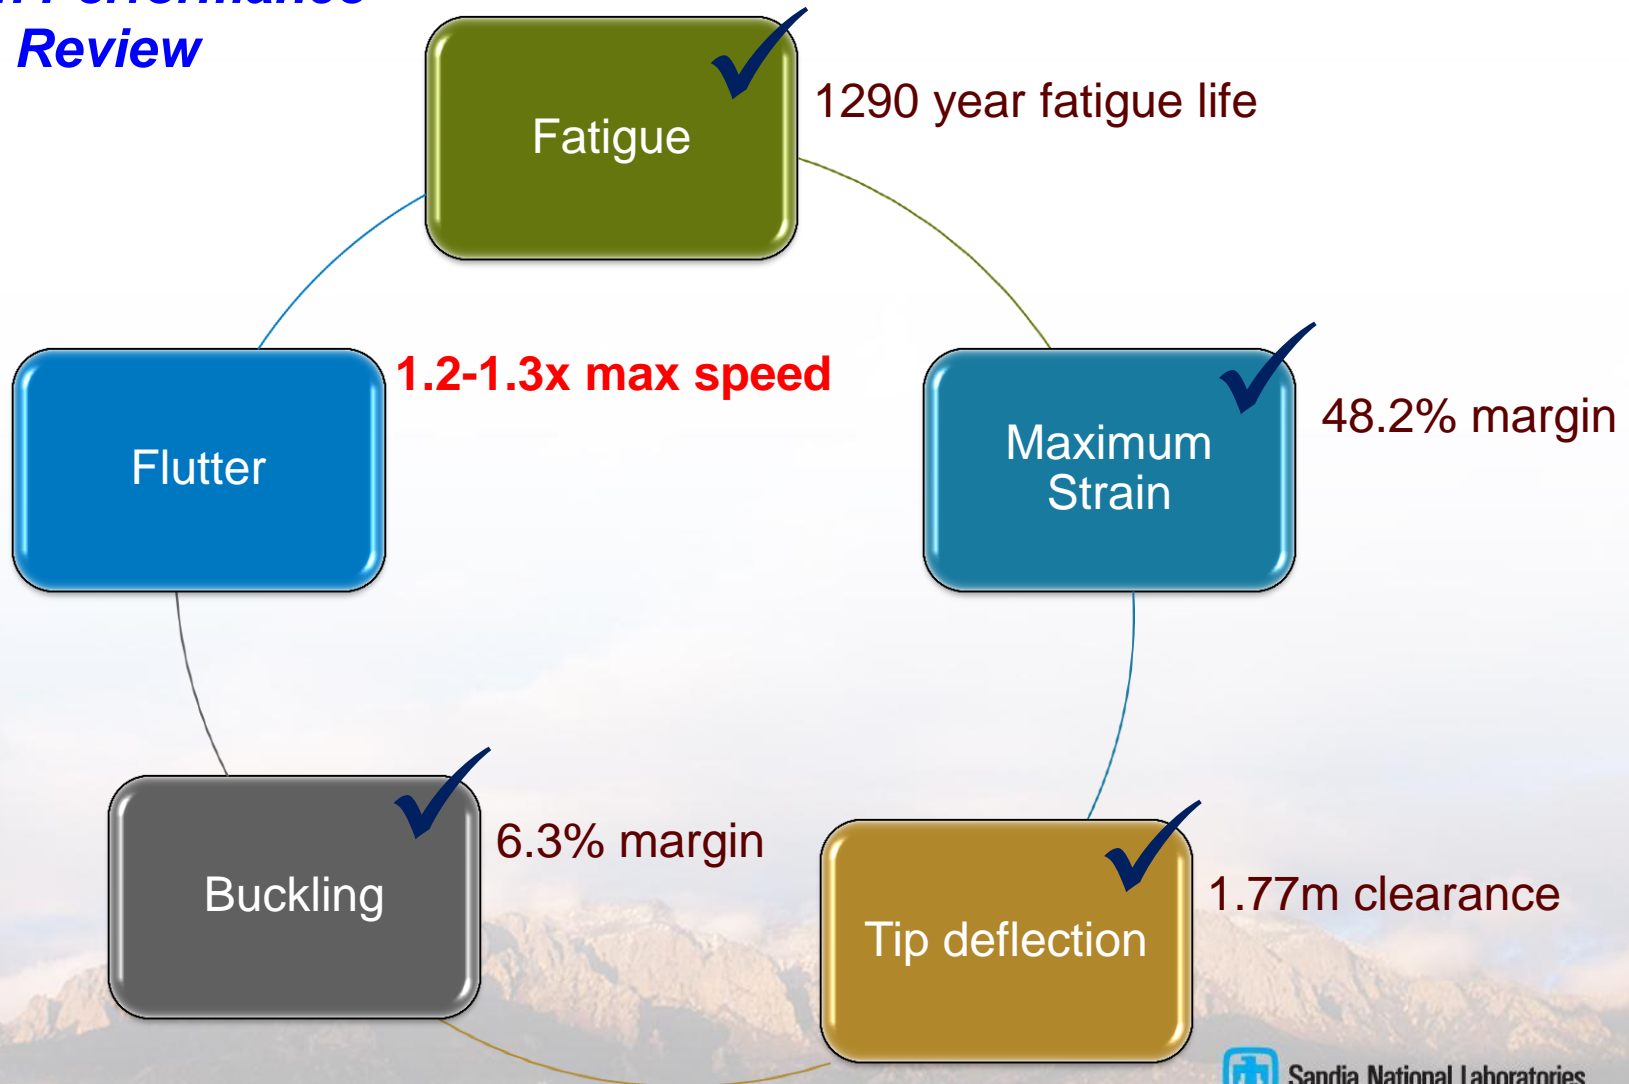 Performance
Review
Fatigue
1290 year fatigue life
1.2-1.3x max speed
Flutter
Maximum
Strain
48.2% margin
Buckling
6.3% margin
Tip deflection
1.77m clearance
Sandia National Laboratories